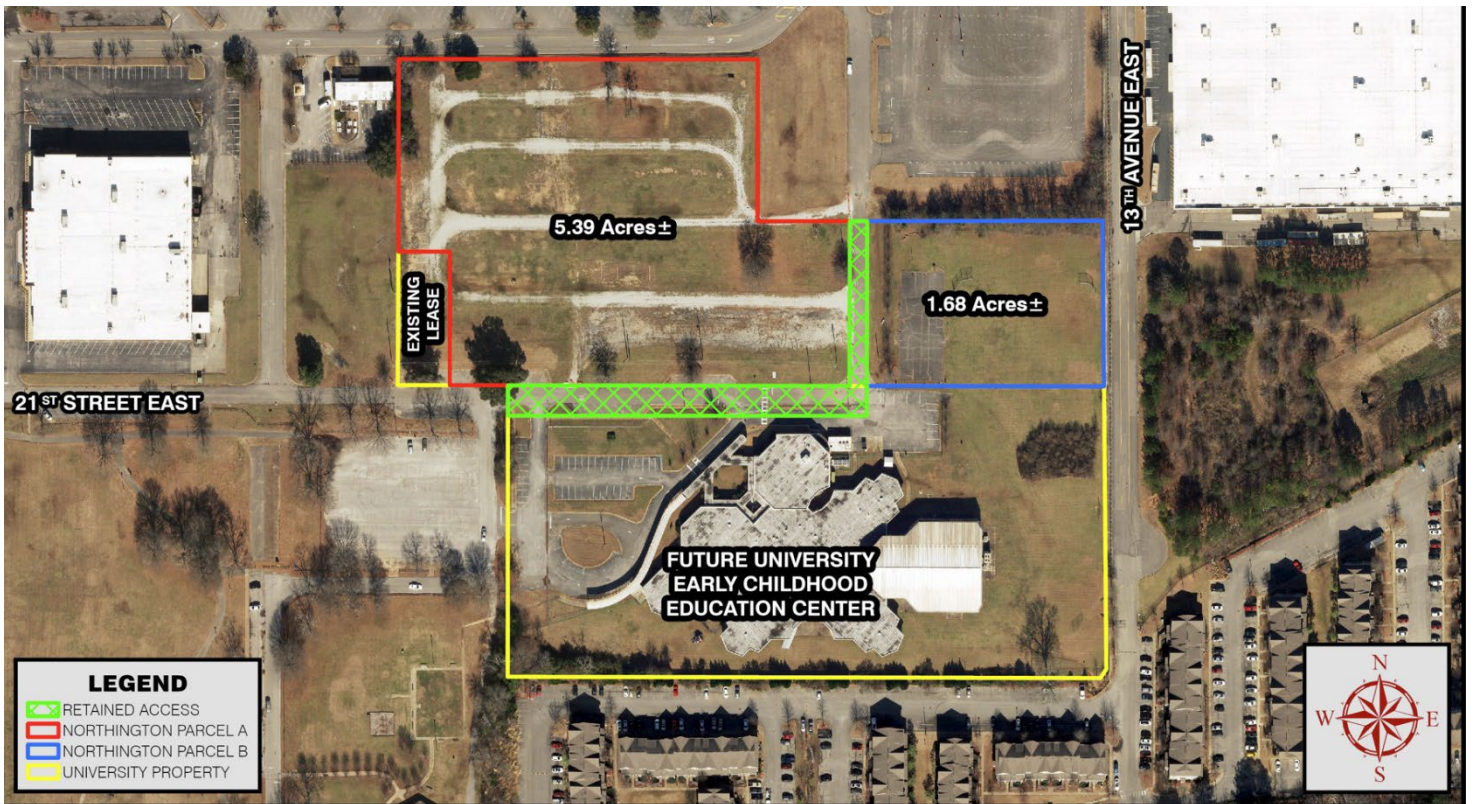 5.39 Acres±
13TH AVENUE EAST
EXISTING
LEASE
1.68 Acres±
21ST STREET EAST
FUTURE UNIVERSITY
EARLY CHILDHOOD
EDUCATION CENTER
LEGEND
RETAINED ACCESS
NORTHINGTON PARCEL A
NORTHINGTON PARCEL B
UNIVERSITY PROPERTY
N
W E
S